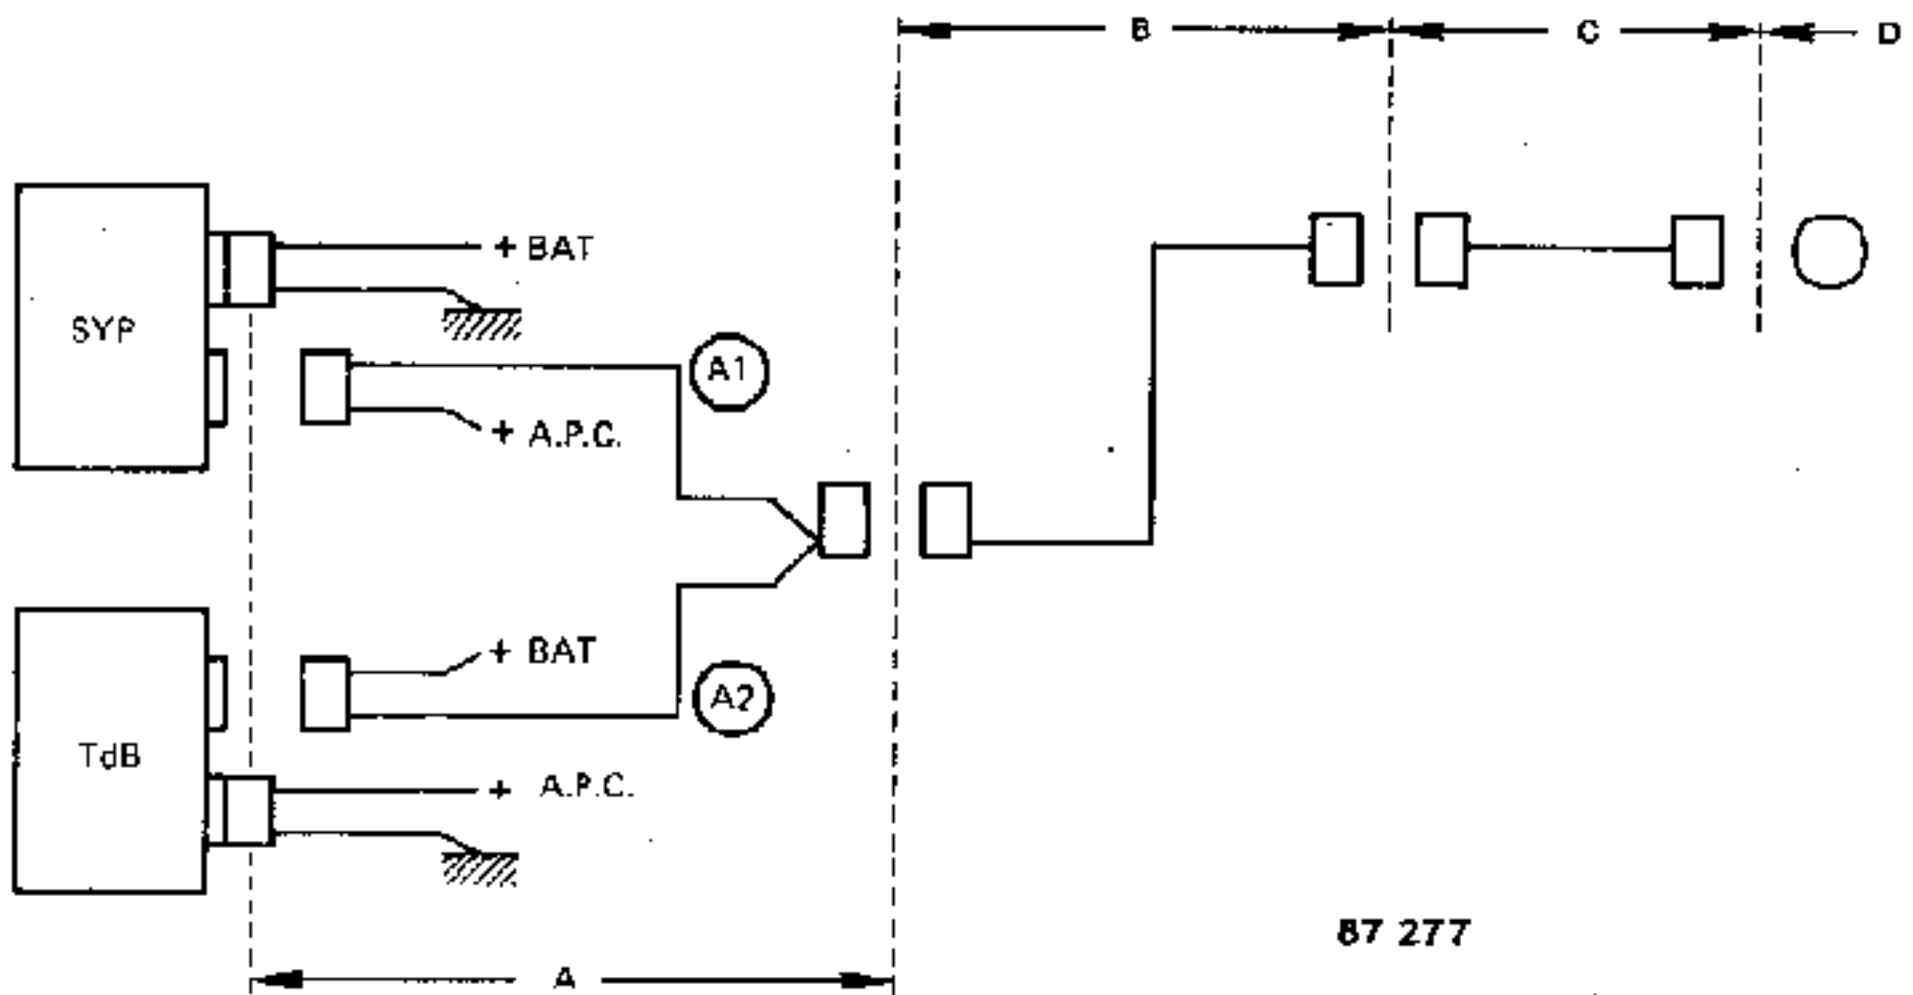 B
C
D
+ BAT
SYP
A1
+ A.P.C.
+ BAT
A2
TdB
+ A.P.C.
87 277
A